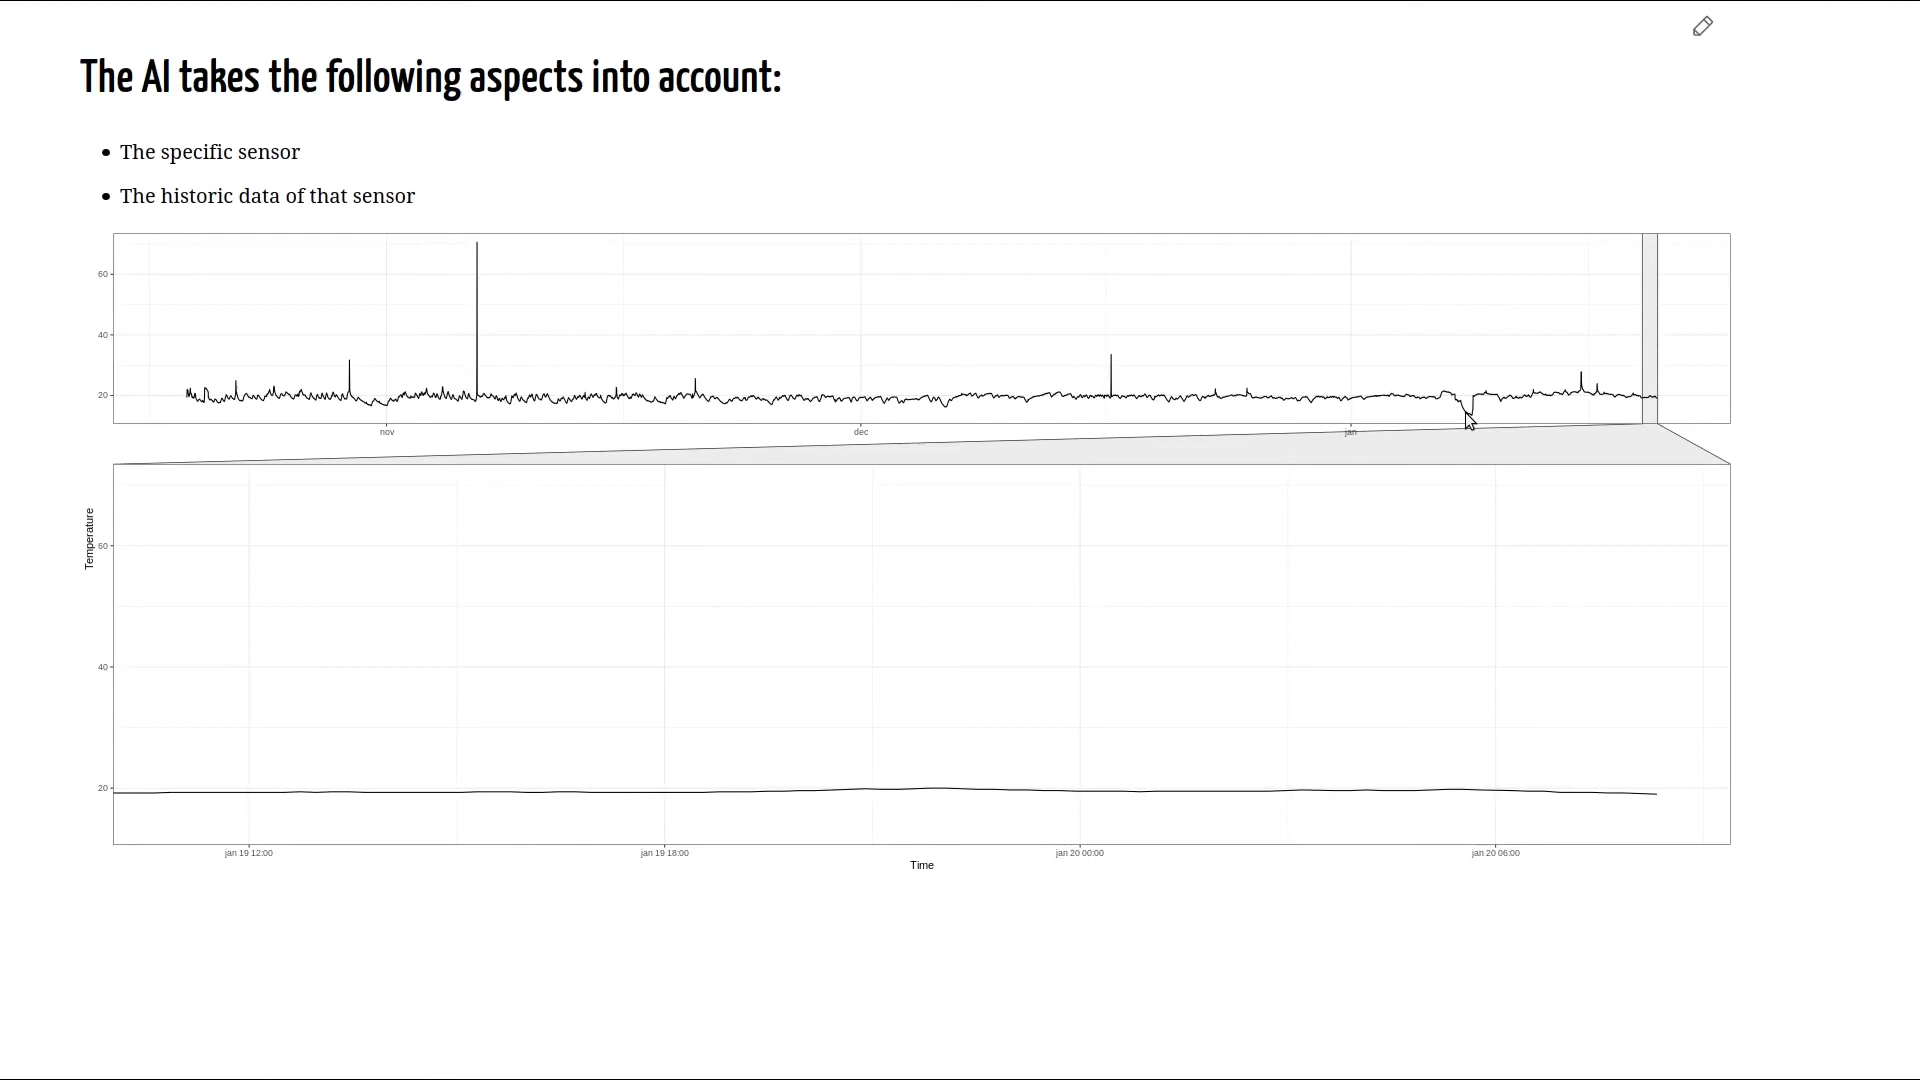 The AI takes the following aspects into account:
• The specific sensor
• The historic data of that sensor
60
40
20
nov dec jan
Temperature
60
40
20
jan 19 12:00 jan 19 18:00 jan 20 00:00 jan 20 06:00
Time